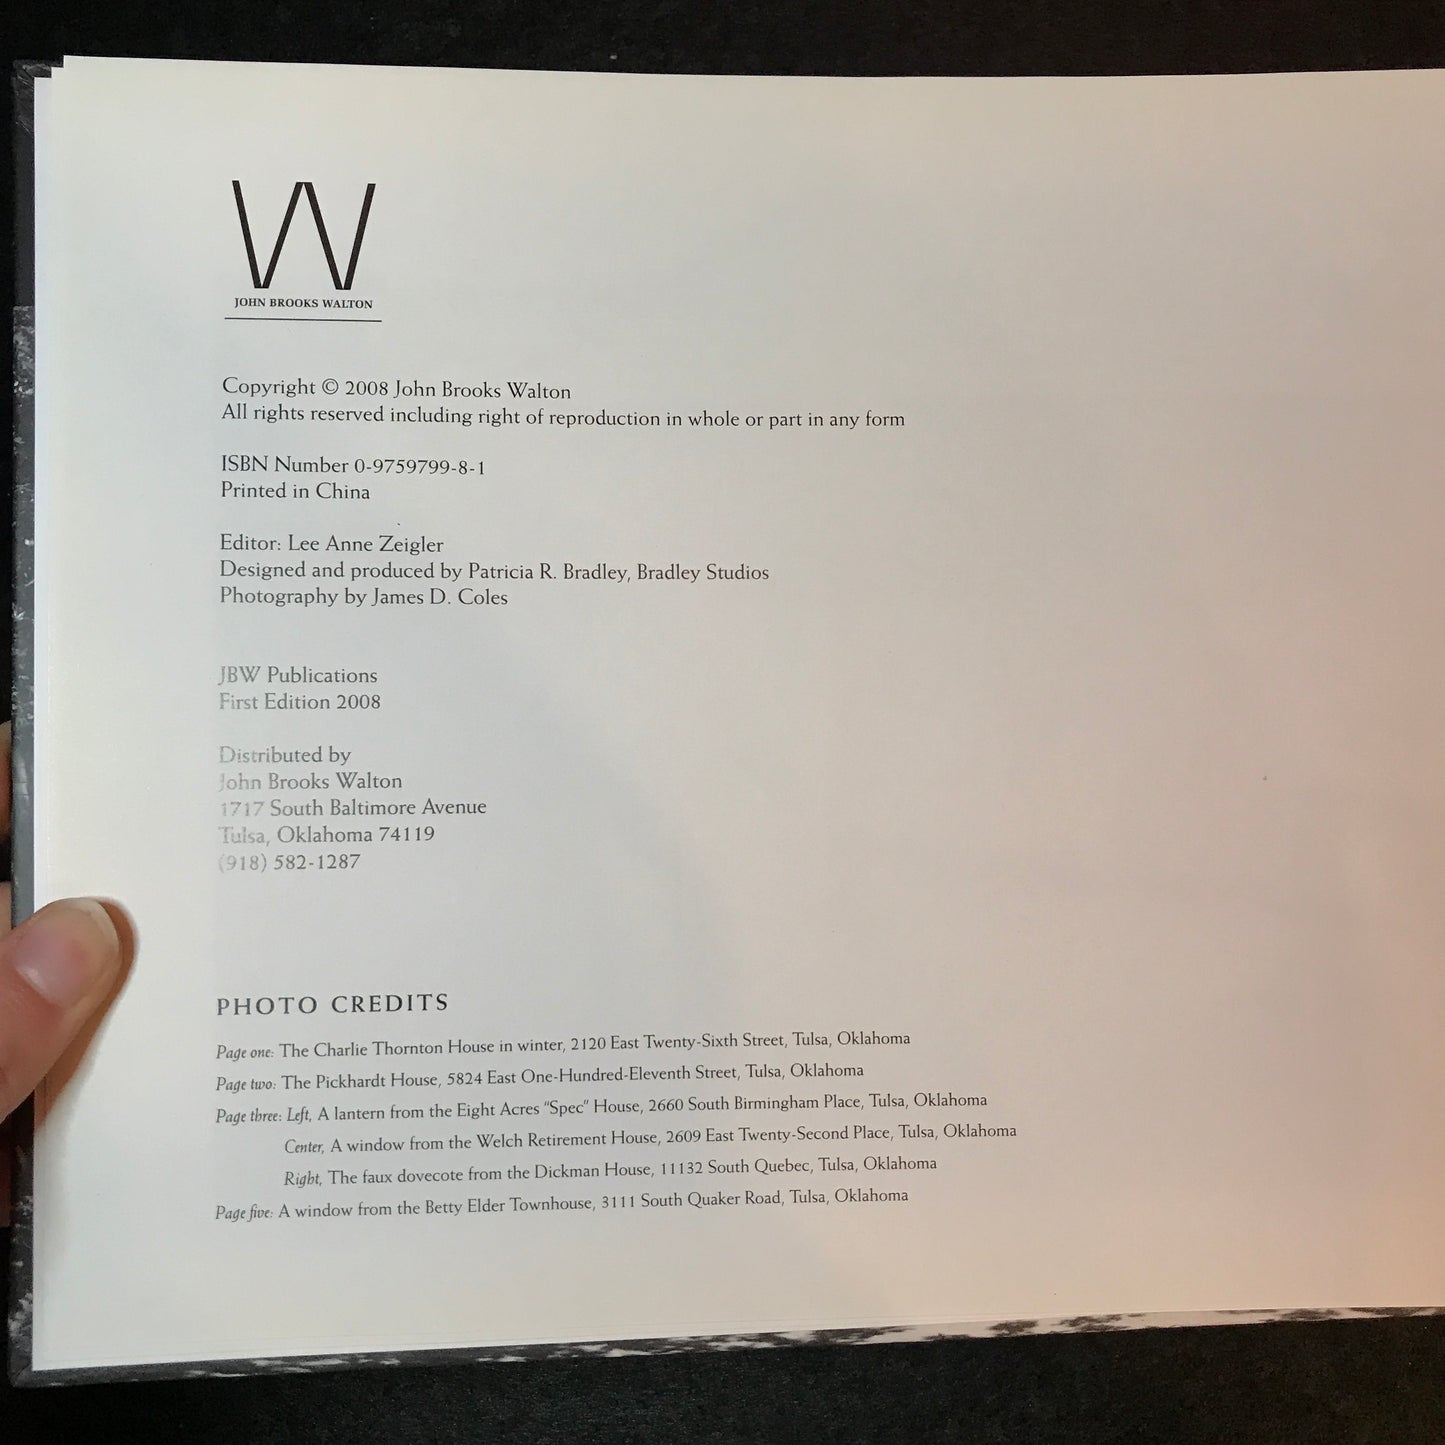 W
JOHN BROOKS WALTON
Copyright © 2008 John Brooks Walton
All rights reserved including right of reproduction in whole or part in any form
ISBN Number 0-9759799-8-1
Printed in China
Editor: Lee Anne Zeigler
Designed and produced by Patricia R. Bradley, Bradley Studios
Photography by James D. Coles
JBW Publications
First Edition 2008
Distributed by
John Brooks Walton
1717 South Baltimore Avenue
Tulsa, Oklahoma 74119
(918) 582-1287
PHOTO CREDITS
Page one: The Charlie Thornton House in winter, 2120 East Twenty-Sixth Street, Tulsa, Oklahoma
Page two: The Pickhardt House, 5824 East One-Hundred-Eleventh Street, Tulsa, Oklahoma
Page three: Left, A lantern from the Eight Acres "Spec" House, 2660 South Birmingham Place, Tulsa, Oklahoma
Center, A window from the Welch Retirement House, 2609 East Twenty-Second Place, Tulsa, Oklahoma
Right, The faux dovecote from the Dickman House, 11132 South Quebec, Tulsa, Oklahoma
Page five: A window from the Betty Elder Townhouse, 3111 South Quaker Road, Tulsa, Oklahoma